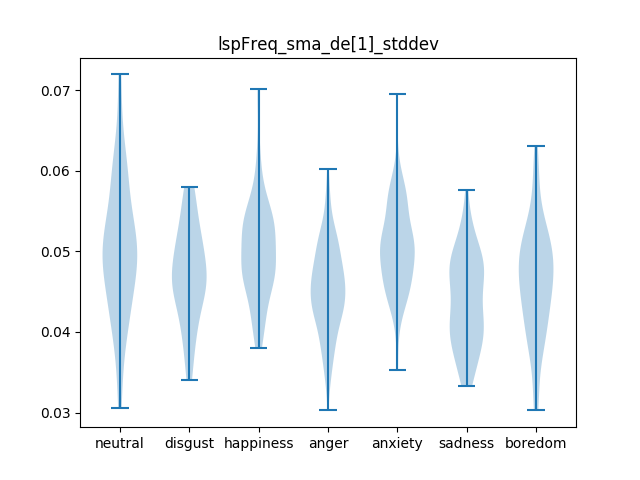 lspFreq_sma_de[1]_stddev
0.07
0.06
0.05
0.04
0.03
neutral disgust happiness anger anxiety sadness boredom